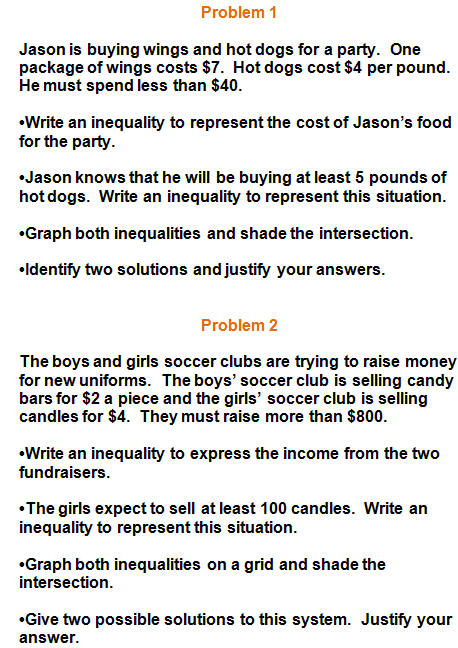 Problem 1
Jason is buying wings and hot dogs for a party.  One
package of wings costs $7.  Hot dogs cost $4 per pound.
He must spend less than $40.
•Write an inequality to represent the cost of Jason's food
for the party.
•Jason knows that he will be buying at least 5 pounds of
hot dogs.  Write an inequality to represent this situation.
•Graph both inequalities and shade the intersection.
•Identify two solutions and justify your answers.
Problem 2
The boys and girls soccer clubs are trying to raise money
for new uniforms.  The boys' soccer club is selling candy
bars for $2 a piece and the girls' soccer club is selling
candles for $4.  They must raise more than $800.
•Write an inequality to express the income from the two
fundraisers.
•The girls expect to sell at least 100 candles.  Write an
inequality to represent this situation.
•Graph both inequalities on a grid and shade the
intersection.
•Give two possible solutions to this system.  Justify your
answer.